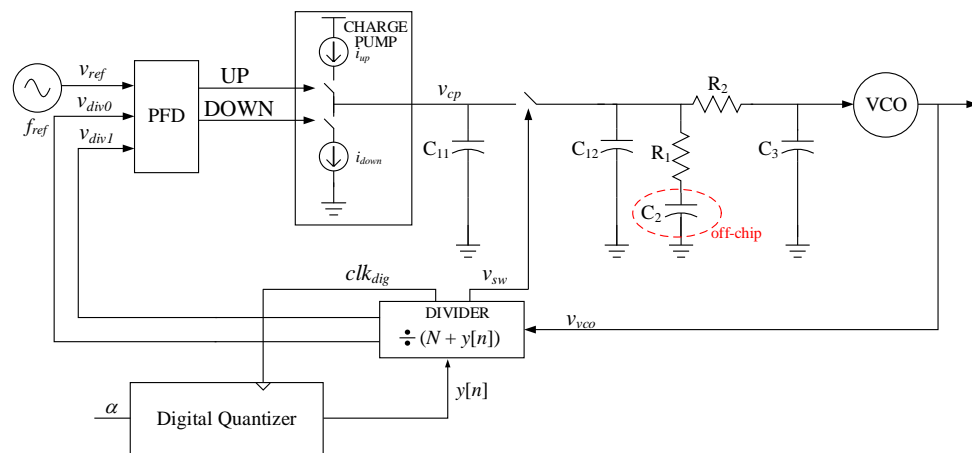 CHARGE
PUMP
i_up
v_ref
UP
v_cp
R_2
v_div0
DOWN
VCO
PFD
f_ref
v_div1
C_11
C_12
R_1
C_3
i_down
C_2
off-chip
clk_dig
v_sw
DIVIDER
÷ (N + y[n])
v_vco
y[n]
α
Digital Quantizer